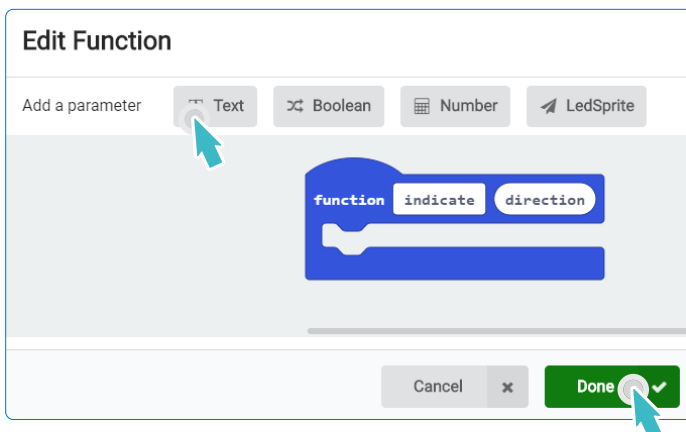 Edit Function
Add a parameter Text Boolean Number LedSprite
function indicate direction
Cancel Done